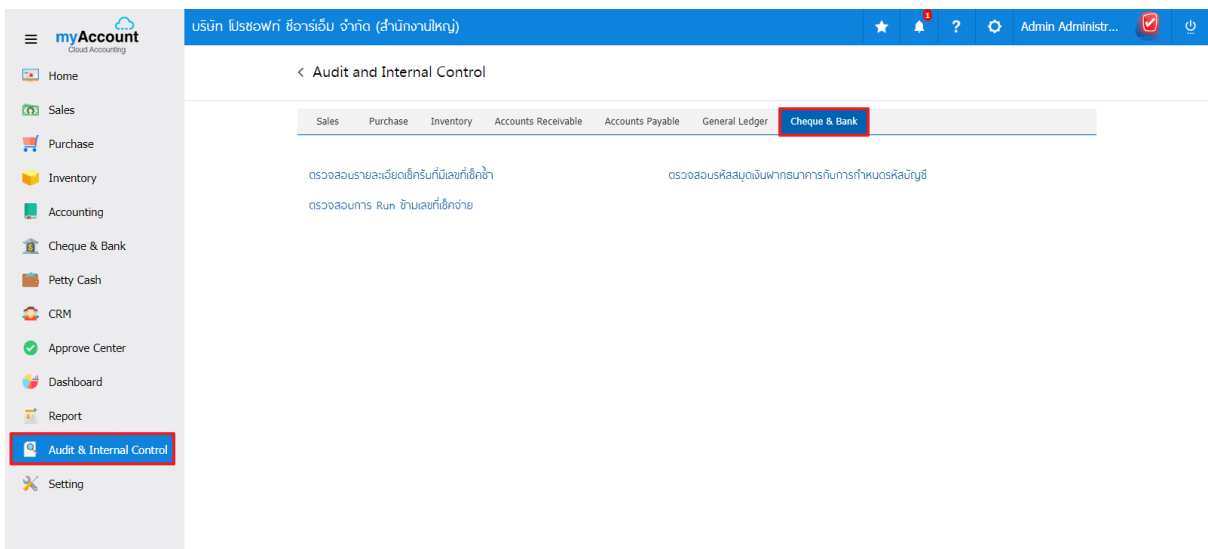 myAccount
Cloud Accounting
บริษัท โปรซอฟท์ ซีอาร์เอ็ม จำกัด (สำนักงานใหญ่)
1
?
Admin Administr...
Home
Sales
Purchase
Inventory
Accounting
Cheque & Bank
Petty Cash
CRM
Approve Center
Dashboard
Report
Audit & Internal Control
Setting
< Audit and Internal Control
Sales Purchase Inventory Accounts Receivable Accounts Payable General Ledger Cheque & Bank
ตรวจสอบรายละเอียดเช็ครับที่มีเลขที่เช็คซ้ำ ตรวจสอบรหัสสมุดเงินฝากธนาคารกับการกำหนดรหัสบัญชี
ตรวจสอบการ Run ข้ามเลขที่เช็คจ่าย